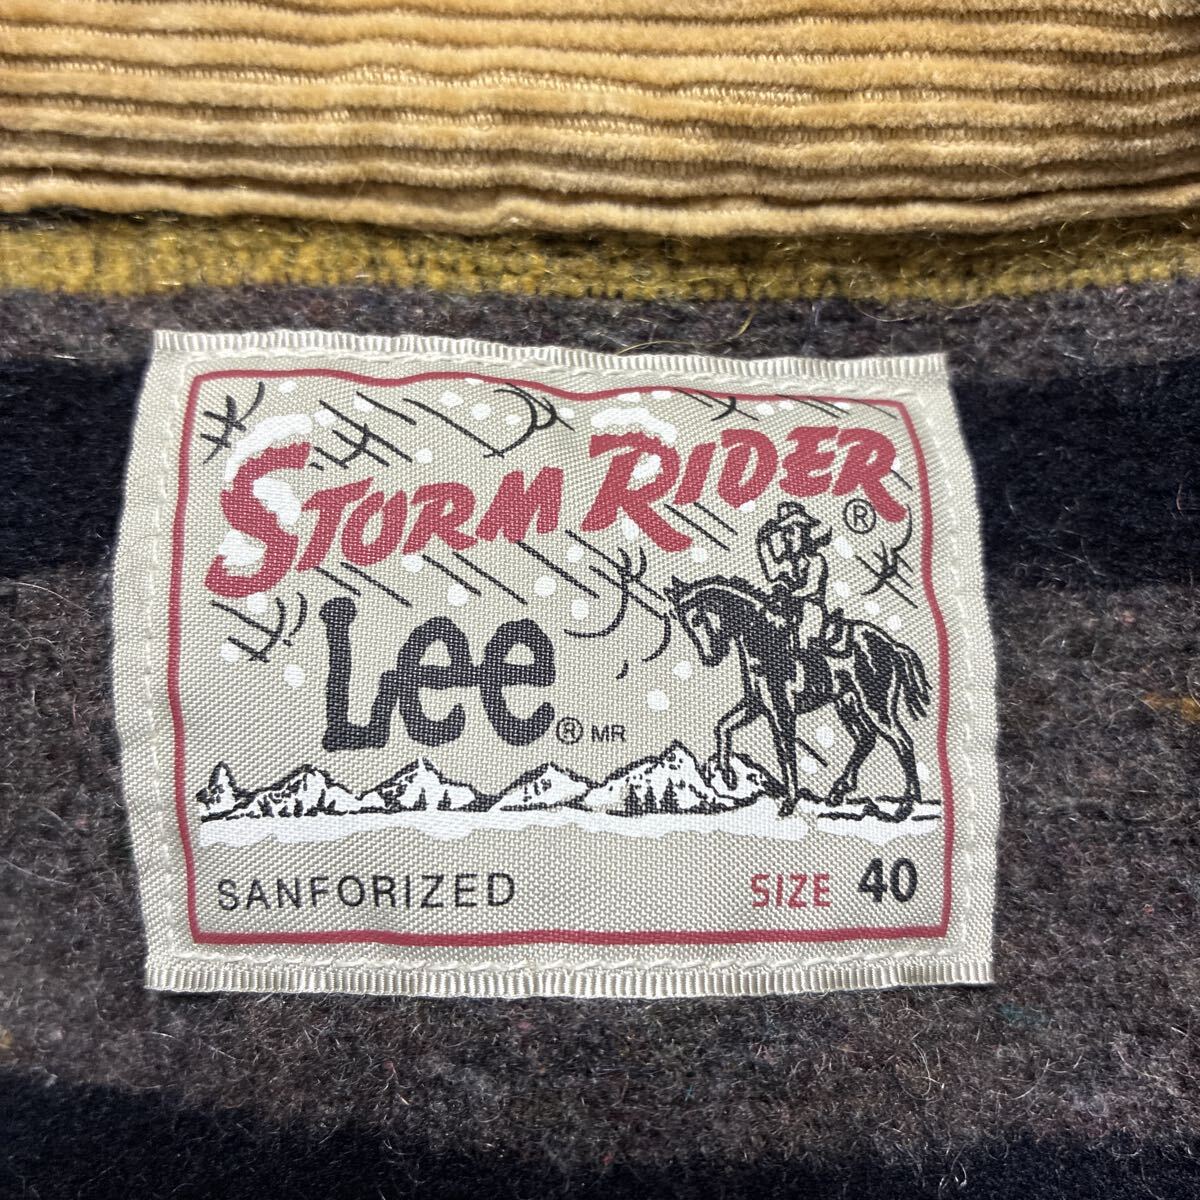 STORM RIDER ®
Lee ® MR
SANFORIZED SIZE 40